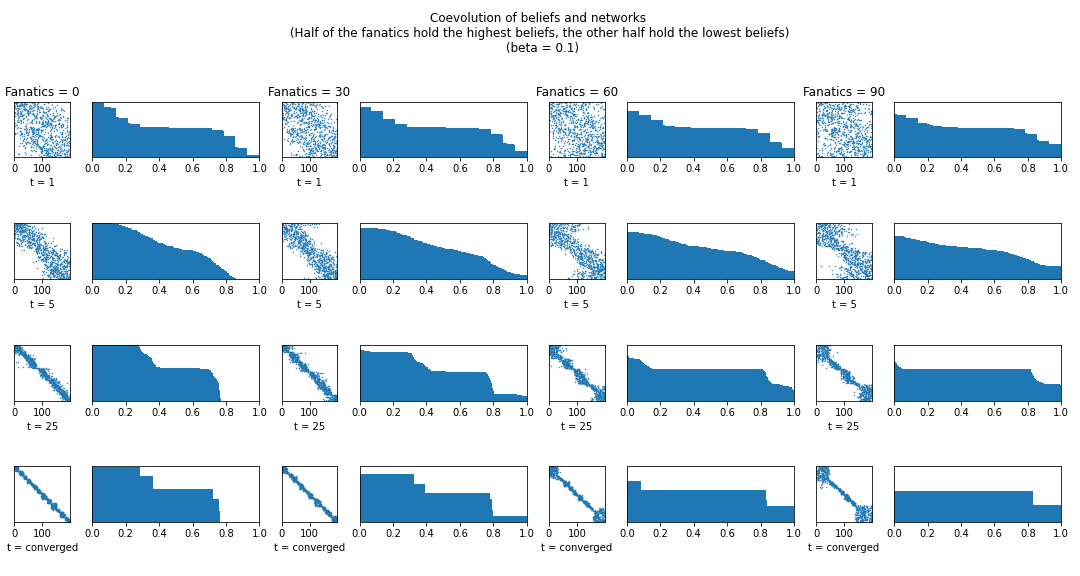 Coevolution of beliefs and networks
(Half of the fanatics hold the highest beliefs, the other half hold the lowest beliefs)
(beta = 0.1)
Fanatics = 0 Fanatics = 30 Fanatics = 60 Fanatics = 90
0 100 0.0 0.2 0.4 0.6 0.8 1.0 0 100 0.0 0.2 0.4 0.6 0.8 1.0 0 100 0.0 0.2 0.4 0.6 0.8 1.0 0 100 0.0 0.2 0.4 0.6 0.8 1.0
t = 1 t = 1 t = 1 t = 1
0 100 0.0 0.2 0.4 0.6 0.8 1.0 0 100 0.0 0.2 0.4 0.6 0.8 1.0 0 100 0.0 0.2 0.4 0.6 0.8 1.0 0 100 0.0 0.2 0.4 0.6 0.8 1.0
t = 5 t = 5 t = 5 t = 5
0 100 0.0 0.2 0.4 0.6 0.8 1.0 0 100 0.0 0.2 0.4 0.6 0.8 1.0 0 100 0.0 0.2 0.4 0.6 0.8 1.0 0 100 0.0 0.2 0.4 0.6 0.8 1.0
t = 25 t = 25 t = 25 t = 25
0 100 0.0 0.2 0.4 0.6 0.8 1.0 0 100 0.0 0.2 0.4 0.6 0.8 1.0 0 100 0.0 0.2 0.4 0.6 0.8 1.0 0 100 0.0 0.2 0.4 0.6 0.8 1.0
t = converged t = converged t = converged t = converged